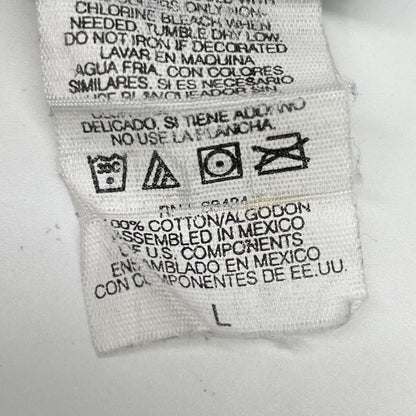 CHLORINE BLEACH WHEN
NEEDED. TUMBLE DRY LOW.
DO NOT IRON IF DECORATED
LAVAR EN MAQUINA
AGUA FRIA, CON COLORES
SIMILARES. SI ES NECESARIO
SIN
DELICADO. SI TIENE ADORNO
NO USE LA PLANCHA.
30C
100% COTTON/ALGODON
ASSEMBLED IN MEXICO
OF U.S. COMPONENTS
ENSAMBLADO EN MEXICO
CON COMPONENTES DE EE.UU.
L